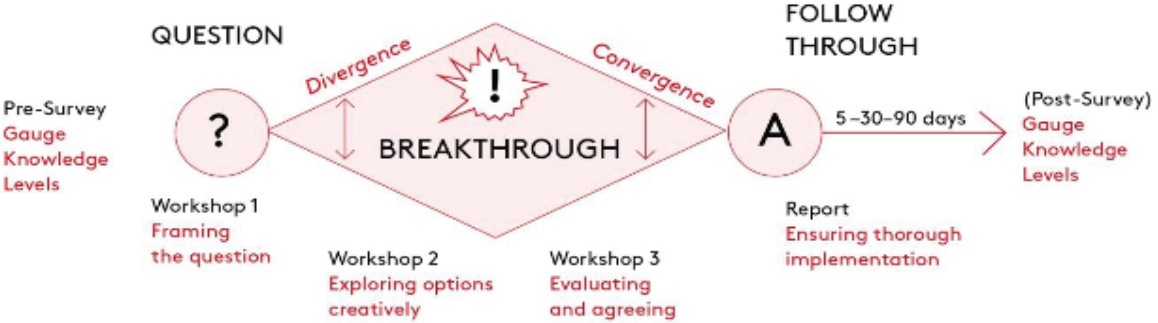 Pre-Survey
Gauge
Knowledge
Levels
QUESTION
?
Workshop 1
Framing
the question
Divergence
!
BREAKTHROUGH
Convergence
Workshop 2
Exploring options
creatively
Workshop 3
Evaluating
and agreeing
FOLLOW
THROUGH
A
5–30–90 days
Report
Ensuring thorough
implementation
(Post-Survey)
Gauge
Knowledge
Levels